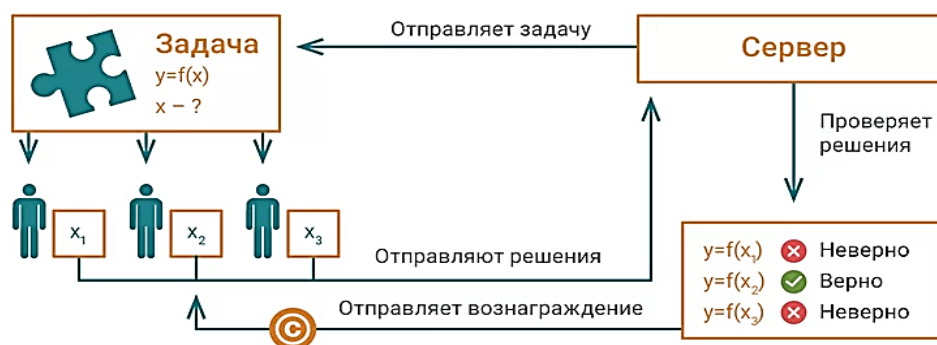 Задача
y=f(x)
x – ?
Отправляет задачу
Сервер
Проверяет
решения
x₁
x₂
x₃
Отправляют решения
y=f(x₁) Неверно
y=f(x₂) Верно
y=f(x₃) Неверно
Отправляет вознаграждение
C